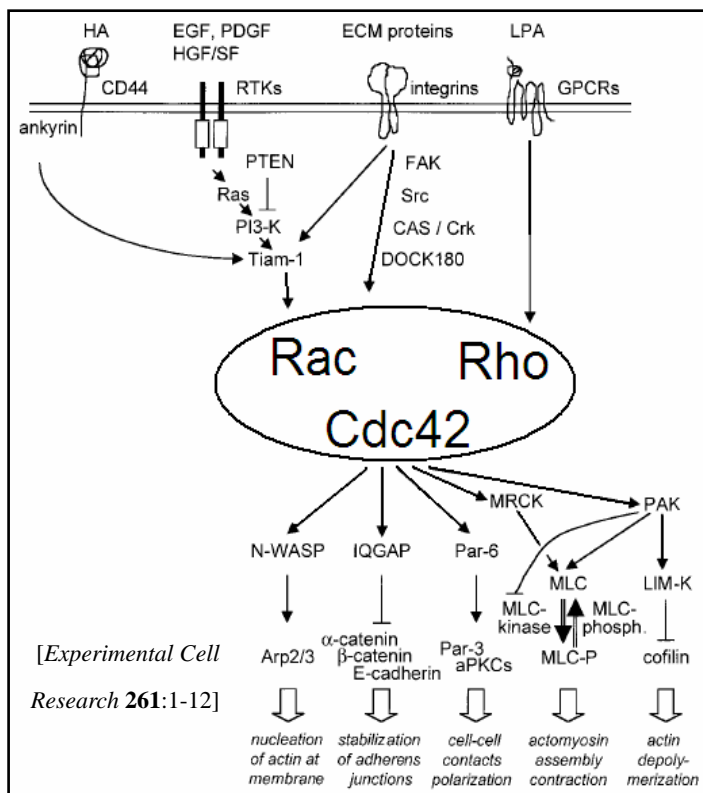 HA
EGF, PDGF
HGF/SF
ECM proteins
LPA
CD44
RTKs
integrins
GPCRs
ankyrin
PTEN
FAK
Ras
Src
PI3-K
CAS / Crk
Tiam-1
DOCK180
Rac
Rho
Cdc42
MRCK
PAK
N-WASP
IQGAP
Par-6
MLC
LIM-K
MLC-
kinase
MLC-
phosph.
Arp2/3
α-catenin
β-catenin
E-cadherin
Par-3
aPKCs
MLC-P
cofilin
[Experimental Cell
Research 261:1-12]
nucleation
of actin at
membrane
stabilization
of adherens
junctions
cell-cell
contacts
polarization
actomyosin
assembly
contraction
actin
depoly-
merization